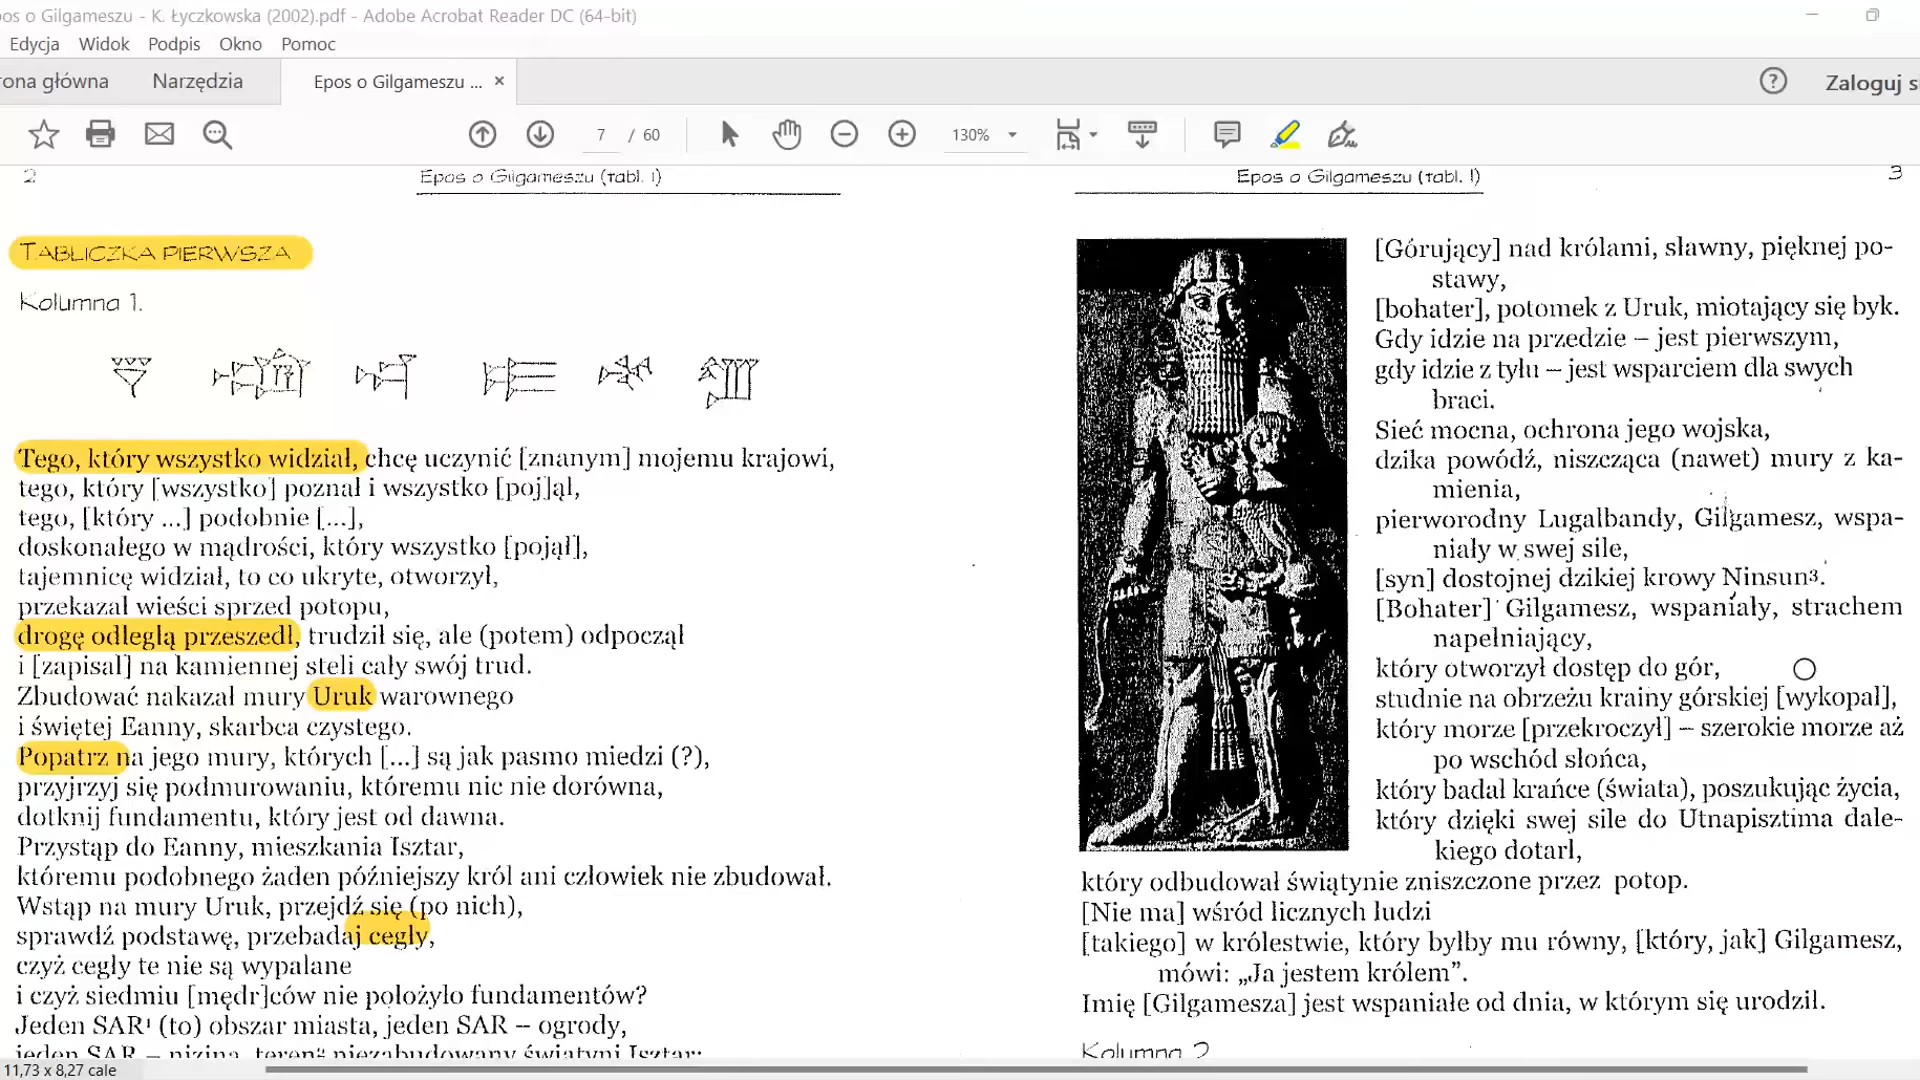 os o Gilgameszu - K. Łyczkowska (2002).pdf - Adobe Acrobat Reader DC (64-bit)
Edycja Widok Podpis Okno Pomoc
rona główna Narzędzia Epos o Gilgameszu ... × ? Zaloguj s
7 / 60 130%
2 Epos o Gilgameszu (tabl. I)
TABLICZKA PIERWSZA
Kolumna 1.
Tego, który wszystko widział, chcę uczynić [znanym] mojemu krajowi,
tego, który [wszystko] poznał i wszystko [poj]ął,
tego, [który ...] podobnie [...],
doskonałego w mądrości, który wszystko [pojął],
tajemnicę widział, to co ukryte, otworzył,
przekazał wieści sprzed potopu,
drogę odległą przeszedł, trudził się, ale (potem) odpoczął
i [zapisał] na kamiennej steli cały swój trud.
Zbudować nakazał mury Uruk warownego
i świętej Eanny, skarbca czystego.
Popatrz na jego mury, których [...] są jak pasmo miedzi (?),
przyjrzyj się podmurowaniu, któremu nic nie dorówna,
dotknij fundamentu, który jest od dawna.
Przystąp do Eanny, mieszkania Isztar,
któremu podobnego żaden późniejszy król ani człowiek nie zbudował.
Wstąp na mury Uruk, przejdź się (po nich),
sprawdź podstawę, przebadaj cegły,
czyż cegły te nie są wypalane
i czyż siedmiu [mędr]ców nie położyło fundamentów?
Jeden SAR¹ (to) obszar miasta, jeden SAR – ogrody,
jeden SAR – nizina, teren² niezabudowany świątyni Isztar;
Epos o Gilgameszu (tabl. I) 3
[Górujący] nad królami, sławny, pięknej po-
stawy,
[bohater], potomek z Uruk, miotający się byk.
Gdy idzie na przedzie – jest pierwszym,
gdy idzie z tyłu – jest wsparciem dla swych
braci.
Sieć mocna, ochrona jego wojska,
dzika powódź, niszcząca (nawet) mury z ka-
mienia,
pierworodny Lugalbandy, Gilgamesz, wspa-
niały w swej sile,
[syn] dostojnej dzikiej krowy Ninsun³.
[Bohater] Gilgamesz, wspaniały, strachem
napełniający,
który otworzył dostęp do gór,
studnie na obrzeżu krainy górskiej [wykopał],
który morze [przekroczył] – szerokie morze aż
po wschód słońca,
który badał krańce (świata), poszukując życia,
który dzięki swej sile do Utnapisztima dale-
kiego dotarł,
który odbudował świątynie zniszczone przez potop.
[Nie ma] wśród licznych ludzi
[takiego] w królestwie, który byłby mu równy, [który, jak] Gilgamesz,
mówi: „Ja jestem królem”.
Imię [Gilgamesza] jest wspaniałe od dnia, w którym się urodził.
Kolumna 2
11,73 x 8,27 cale